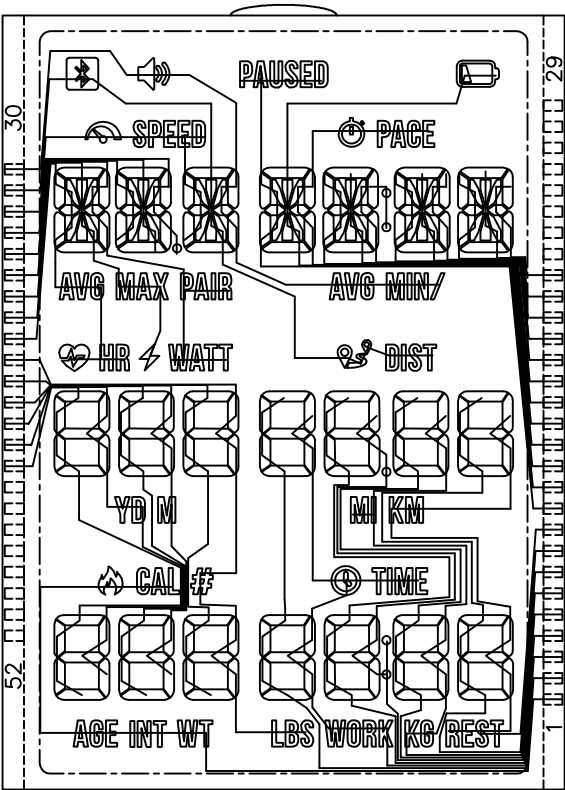 PAUSED
29
30
SPEED PACE
AVG MAX PAIR AVG MIN/
HR WATT DIST
YD M MI KM
CAL # TIME
52
AGE INT WT LBS WORK KG REST
1